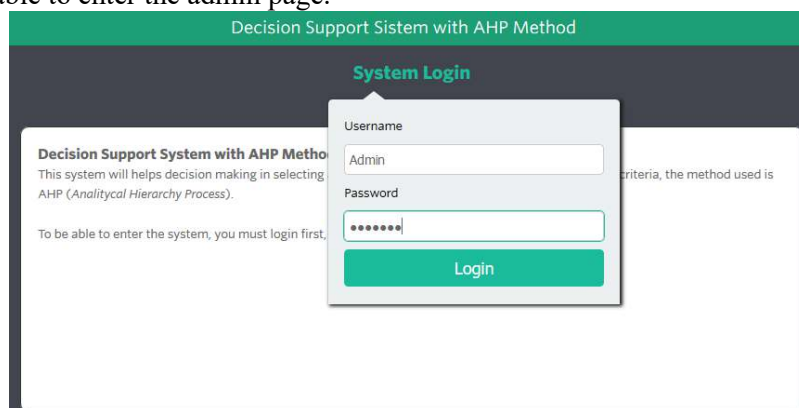 able to enter the admin page.
Decision Support Sistem with AHP Method
System Login
Username
Admin
Password
•••••••
Login
Decision Support System with AHP Metho
This system will helps decision making in selecting criteria, the method used is
AHP (Analitycal Hierarchy Process).
To be able to enter the system, you must login first,